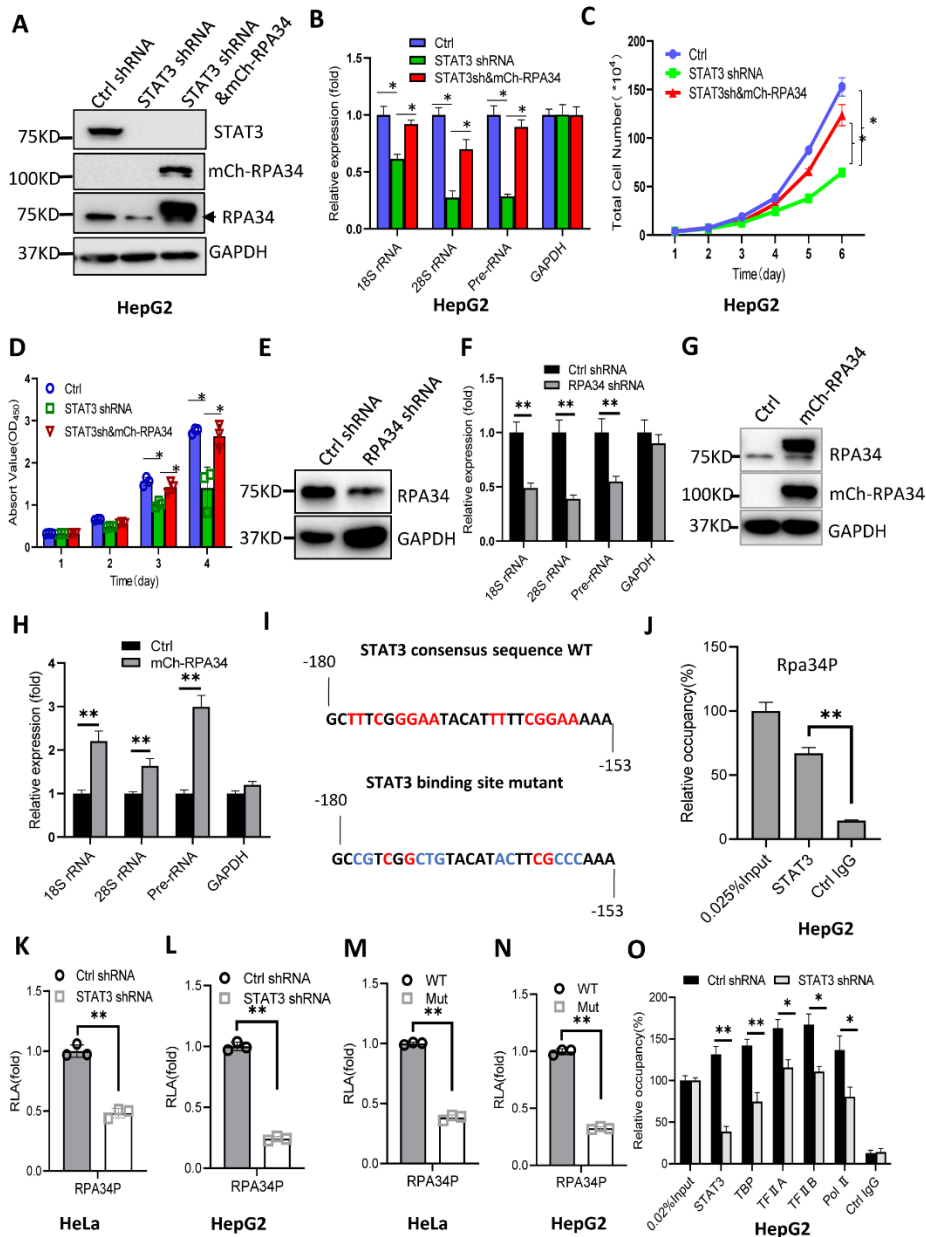 A
Ctrl shRNA
STAT3 shRNA
STAT3 shRNA
&mCh-RPA34
75KD
STAT3
100KD
mCh-RPA34
75KD
RPA34
37KD
GAPDH
HepG2
B
Relative expression (fold)
1.0
0.5
0.0
Ctrl
STAT3 shRNA
STAT3sh&mCh-RPA34
* * * * * *
18S rRNA
28S rRNA
Pre-rRNA
GAPDH
HepG2
C
Total Cell Number (*10⁴)
200
150
100
50
0
Ctrl
STAT3 shRNA
STAT3sh&mCh-RPA34
*
*
1 2 3 4 5 6
Time(day)
HepG2
D
Absort Value(OD450)
4
3
2
1
0
Ctrl
STAT3 shRNA
STAT3sh&mCh-RPA34
* * * *
1 2 3 4
Time(day)
E
Ctrl shRNA
RPA34 shRNA
75KD
RPA34
37KD
GAPDH
F
Relative expression (fold)
1.0
0.5
0.0
Ctrl shRNA
RPA34 shRNA
** ** **
18S rRNA
28S rRNA
Pre-rRNA
GAPDH
G
Ctrl
mCh-RPA34
75KD
RPA34
100KD
mCh-RPA34
37KD
GAPDH
H
Relative expression (fold)
4
3
2
1
0
Ctrl
mCh-RPA34
** ** **
18S rRNA
28S rRNA
Pre-rRNA
GAPDH
I
STAT3 consensus sequence WT
-180
GCTTTCGGGAATACATTTTCGGAAAAA
-153
STAT3 binding site mutant
-180
GCCGTCGGCTGTACATACTTCGCCCAAA
-153
J
Relative occupancy(%)
150
100
50
0
Rpa34P
**
0.025%Input
STAT3
Ctrl IgG
HepG2
K
RLA(fold)
1.5
1.0
0.5
0.0
Ctrl shRNA
STAT3 shRNA
**
RPA34P
HeLa
L
RLA(fold)
1.5
1.0
0.5
0.0
Ctrl shRNA
STAT3 shRNA
**
RPA34P
HepG2
M
RLA(fold)
1.5
1.0
0.5
0.0
WT
Mut
**
RPA34P
HeLa
N
RLA(fold)
1.5
1.0
0.5
0.0
WT
Mut
**
RPA34P
HepG2
O
Relative occupancy(%)
200
150
100
50
0
Ctrl shRNA
STAT3 shRNA
** ** * * *
0.02%Input
STAT3
TBP
TFⅡA
TFⅡB
Pol Ⅱ
Ctrl IgG
HepG2